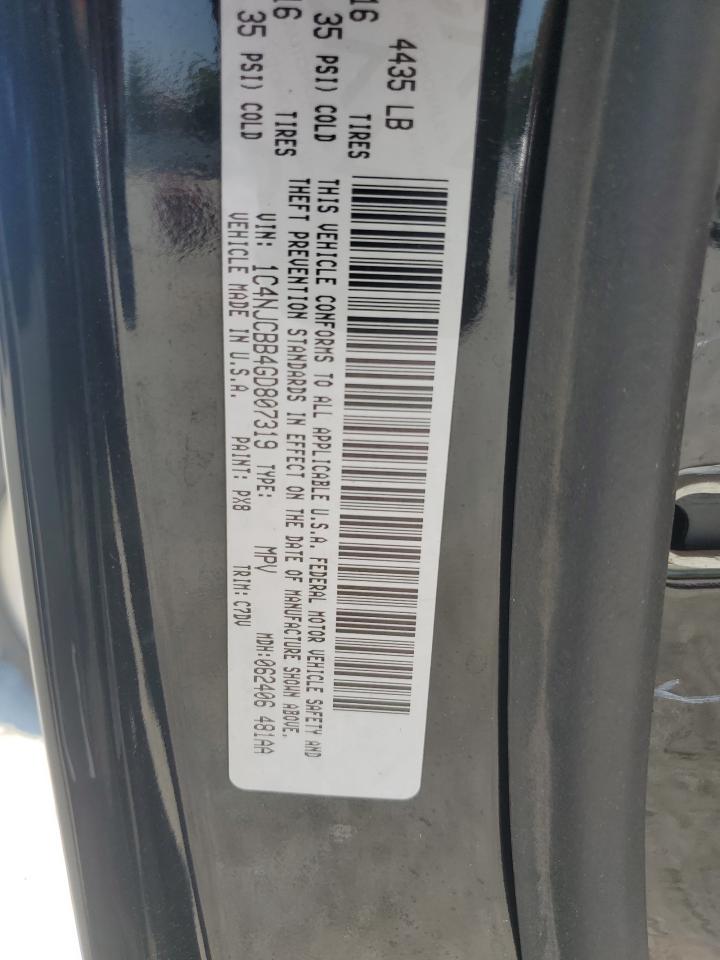 4435 LB
16 TIRES
35 PSI) COLD
16 TIRES
35 PSI) COLD
THIS VEHICLE CONFORMS TO ALL APPLICABLE U.S.A. FEDERAL MOTOR VEHICLE SAFETY AND
THEFT PREVENTION STANDARDS IN EFFECT ON THE DATE OF MANUFACTURE SHOWN ABOVE.
VIN: 1C4NJCBB4GD807319 TYPE: MPV MDH:062406 481AA
VEHICLE MADE IN U.S.A. PAINT: PX8 TRIM: C7DV